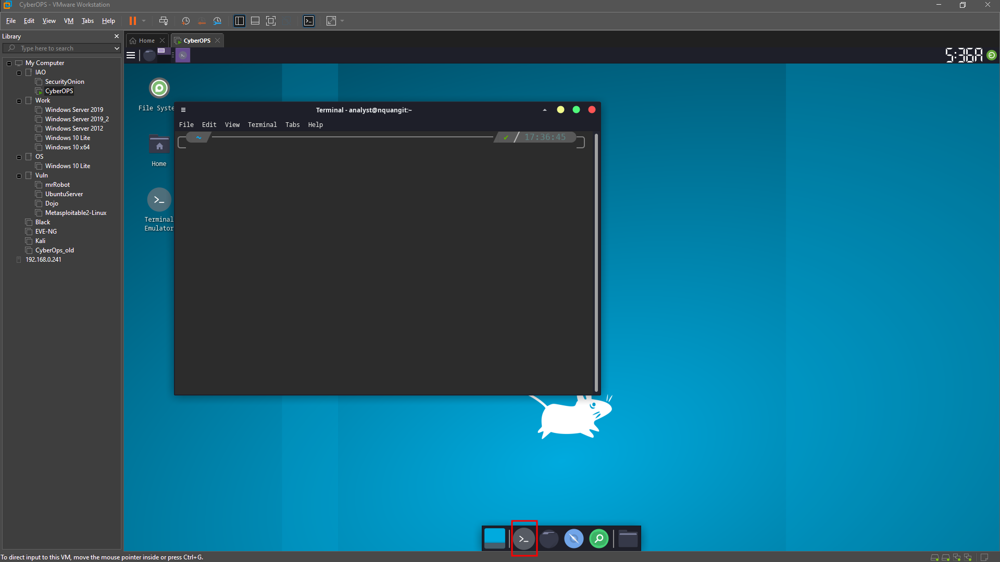 CyberOPS - VMware Workstation
File Edit View VM Tabs Help
Library
Type here to search
My Computer
IAO
SecurityOnion
CyberOPS
Work
Windows Server 2019
Windows Server 2019_2
Windows Server 2012
Windows 10 Lite
Windows 10 x64
OS
Windows 10 Lite
Vuln
mrRobot
UbuntuServer
Dojo
Metasploitable2-Linux
Black
EVE-NG
Kali
CyberOps_old
192.168.0.241
Home CyberOPS
5:36A
File Syste
Home
Terminal
Emulator
Terminal - analyst@nquangit:~
File Edit View Terminal Tabs Help
~ ✔ 17:36:45
To direct input to this VM, move the mouse pointer inside or press Ctrl+G.